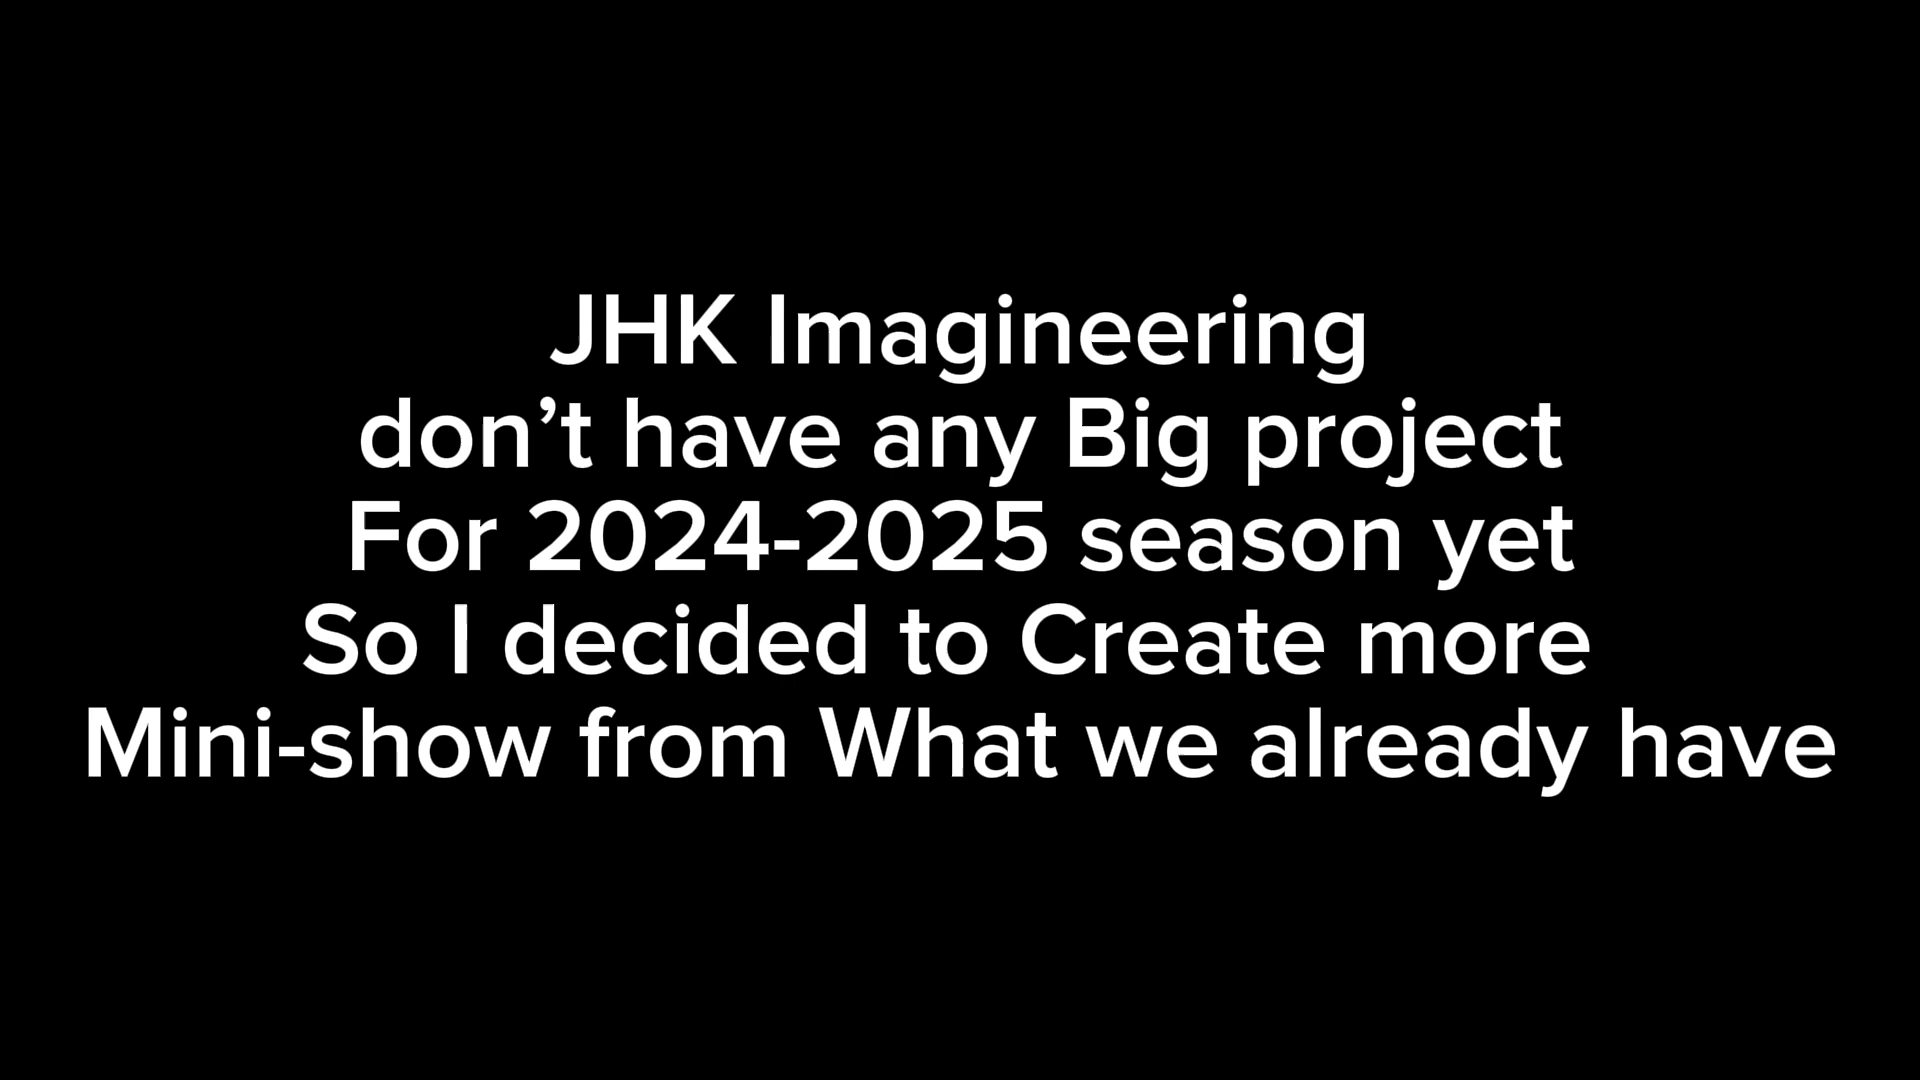 JHK Imagineering
don’t have any Big project
For 2024-2025 season yet
So I decided to Create more
Mini-show from What we already have